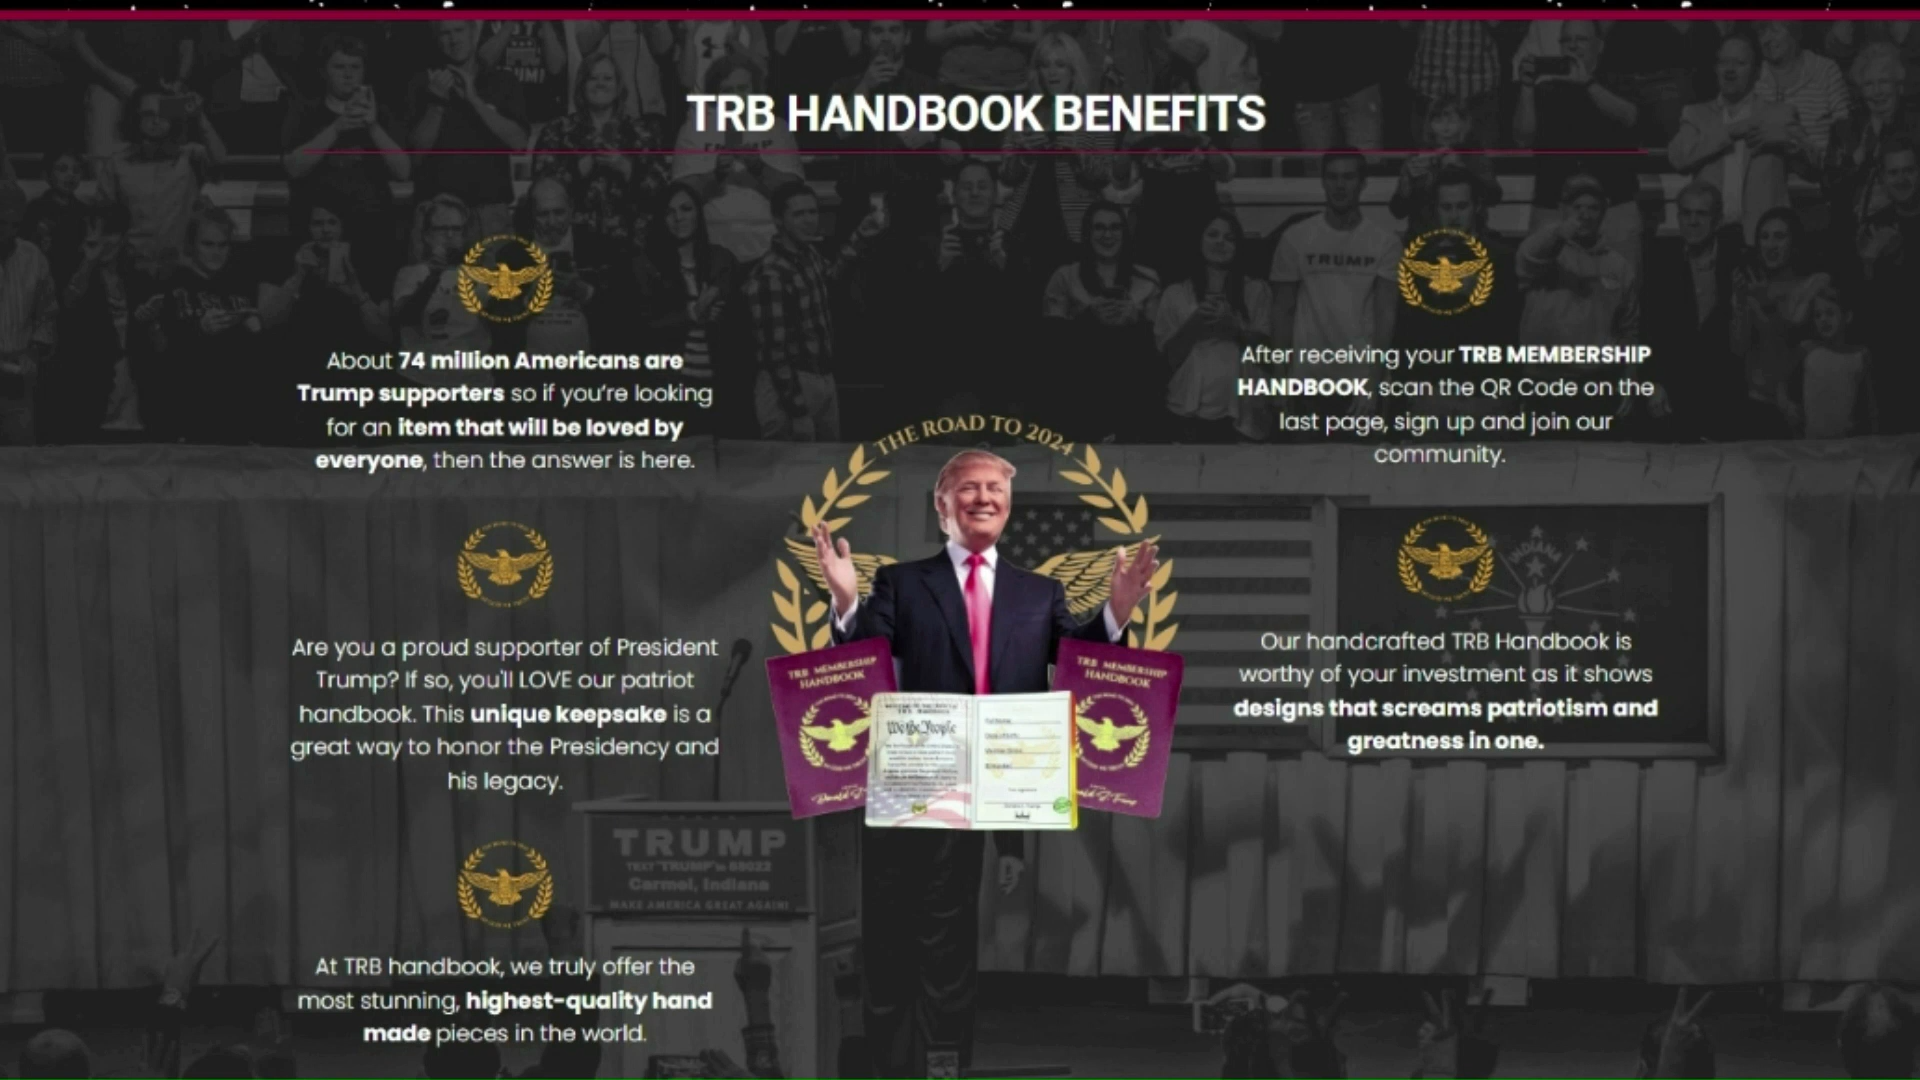 TRB HANDBOOK BENEFITS
About 74 million Americans are
Trump supporters so if you're looking
for an item that will be loved by
everyone, then the answer is here.
Are you a proud supporter of President
Trump? If so, you'll LOVE our patriot
handbook. This unique keepsake is a
great way to honor the Presidency and
his legacy.
At TRB handbook, we truly offer the
most stunning, highest-quality hand
made pieces in the world.
THE ROAD TO 2024
TRB MEMBERSHIP
HANDBOOK
TRB MEMBERSHIP
HANDBOOK
We the People
After receiving your TRB MEMBERSHIP
HANDBOOK, scan the QR Code on the
last page, sign up and join our
community.
Our handcrafted TRB Handbook is
worthy of your investment as it shows
designs that screams patriotism and
greatness in one.
TRUMP
INDIANA
TRUMP
TEXT "TRUMP" to 88022
Carmel, Indiana
MAKE AMERICA GREAT AGAIN!